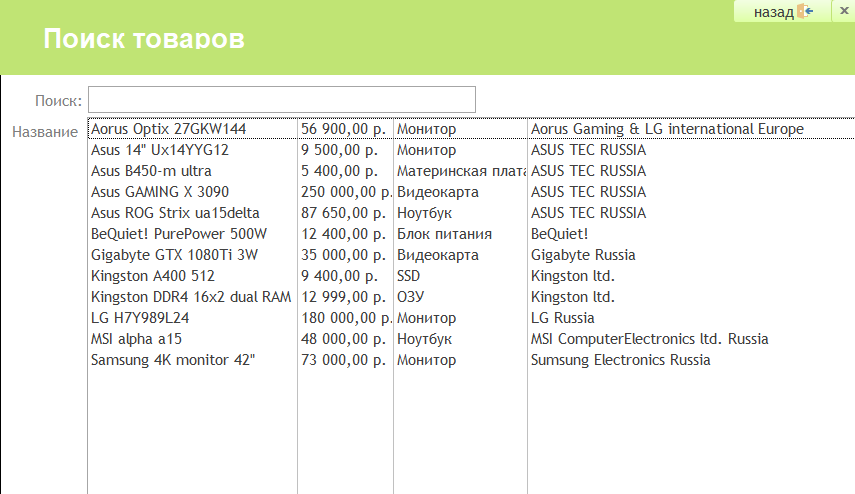 назад
Поиск товаров
Поиск:
Название
Aorus Optix 27GKW144 56 900,00 р. Монитор Aorus Gaming & LG international Europe
Asus 14" Ux14YYG12 9 500,00 р. Монитор ASUS TEC RUSSIA
Asus B450-m ultra 5 400,00 р. Материнская плата ASUS TEC RUSSIA
Asus GAMING X 3090 250 000,00 р. Видеокарта ASUS TEC RUSSIA
Asus ROG Strix ua15delta 87 650,00 р. Ноутбук ASUS TEC RUSSIA
BeQuiet! PurePower 500W 12 400,00 р. Блок питания BeQuiet!
Gigabyte GTX 1080Ti 3W 35 000,00 р. Видеокарта Gigabyte Russia
Kingston A400 512 9 400,00 р. SSD Kingston ltd.
Kingston DDR4 16x2 dual RAM 12 999,00 р. ОЗУ Kingston ltd.
LG H7Y989L24 180 000,00 р. Монитор LG Russia
MSI alpha a15 48 000,00 р. Ноутбук MSI ComputerElectronics ltd. Russia
Samsung 4K monitor 42" 73 000,00 р. Монитор Sumsung Electronics Russia